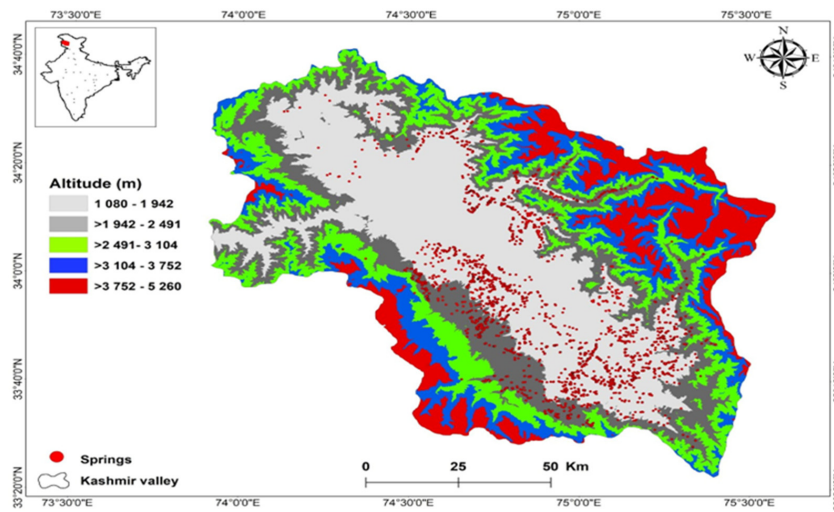 73°30'0"E 74°0'0"E 74°30'0"E 75°0'0"E 75°30'0"E
34°40'0"N
34°20'0"N
34°0'0"N
33°40'0"N
33°20'0"N
N
W E
S
Altitude (m)
1 080 - 1 942
>1 942 - 2 491
>2 491- 3 104
>3 104 - 3 752
>3 752 - 5 260
Springs
Kashmir valley
0 25 50 Km
73°30'0"E 74°0'0"E 74°30'0"E 75°0'0"E 75°30'0"E